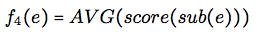 f₄(e) = AVG(score(sub(e)))